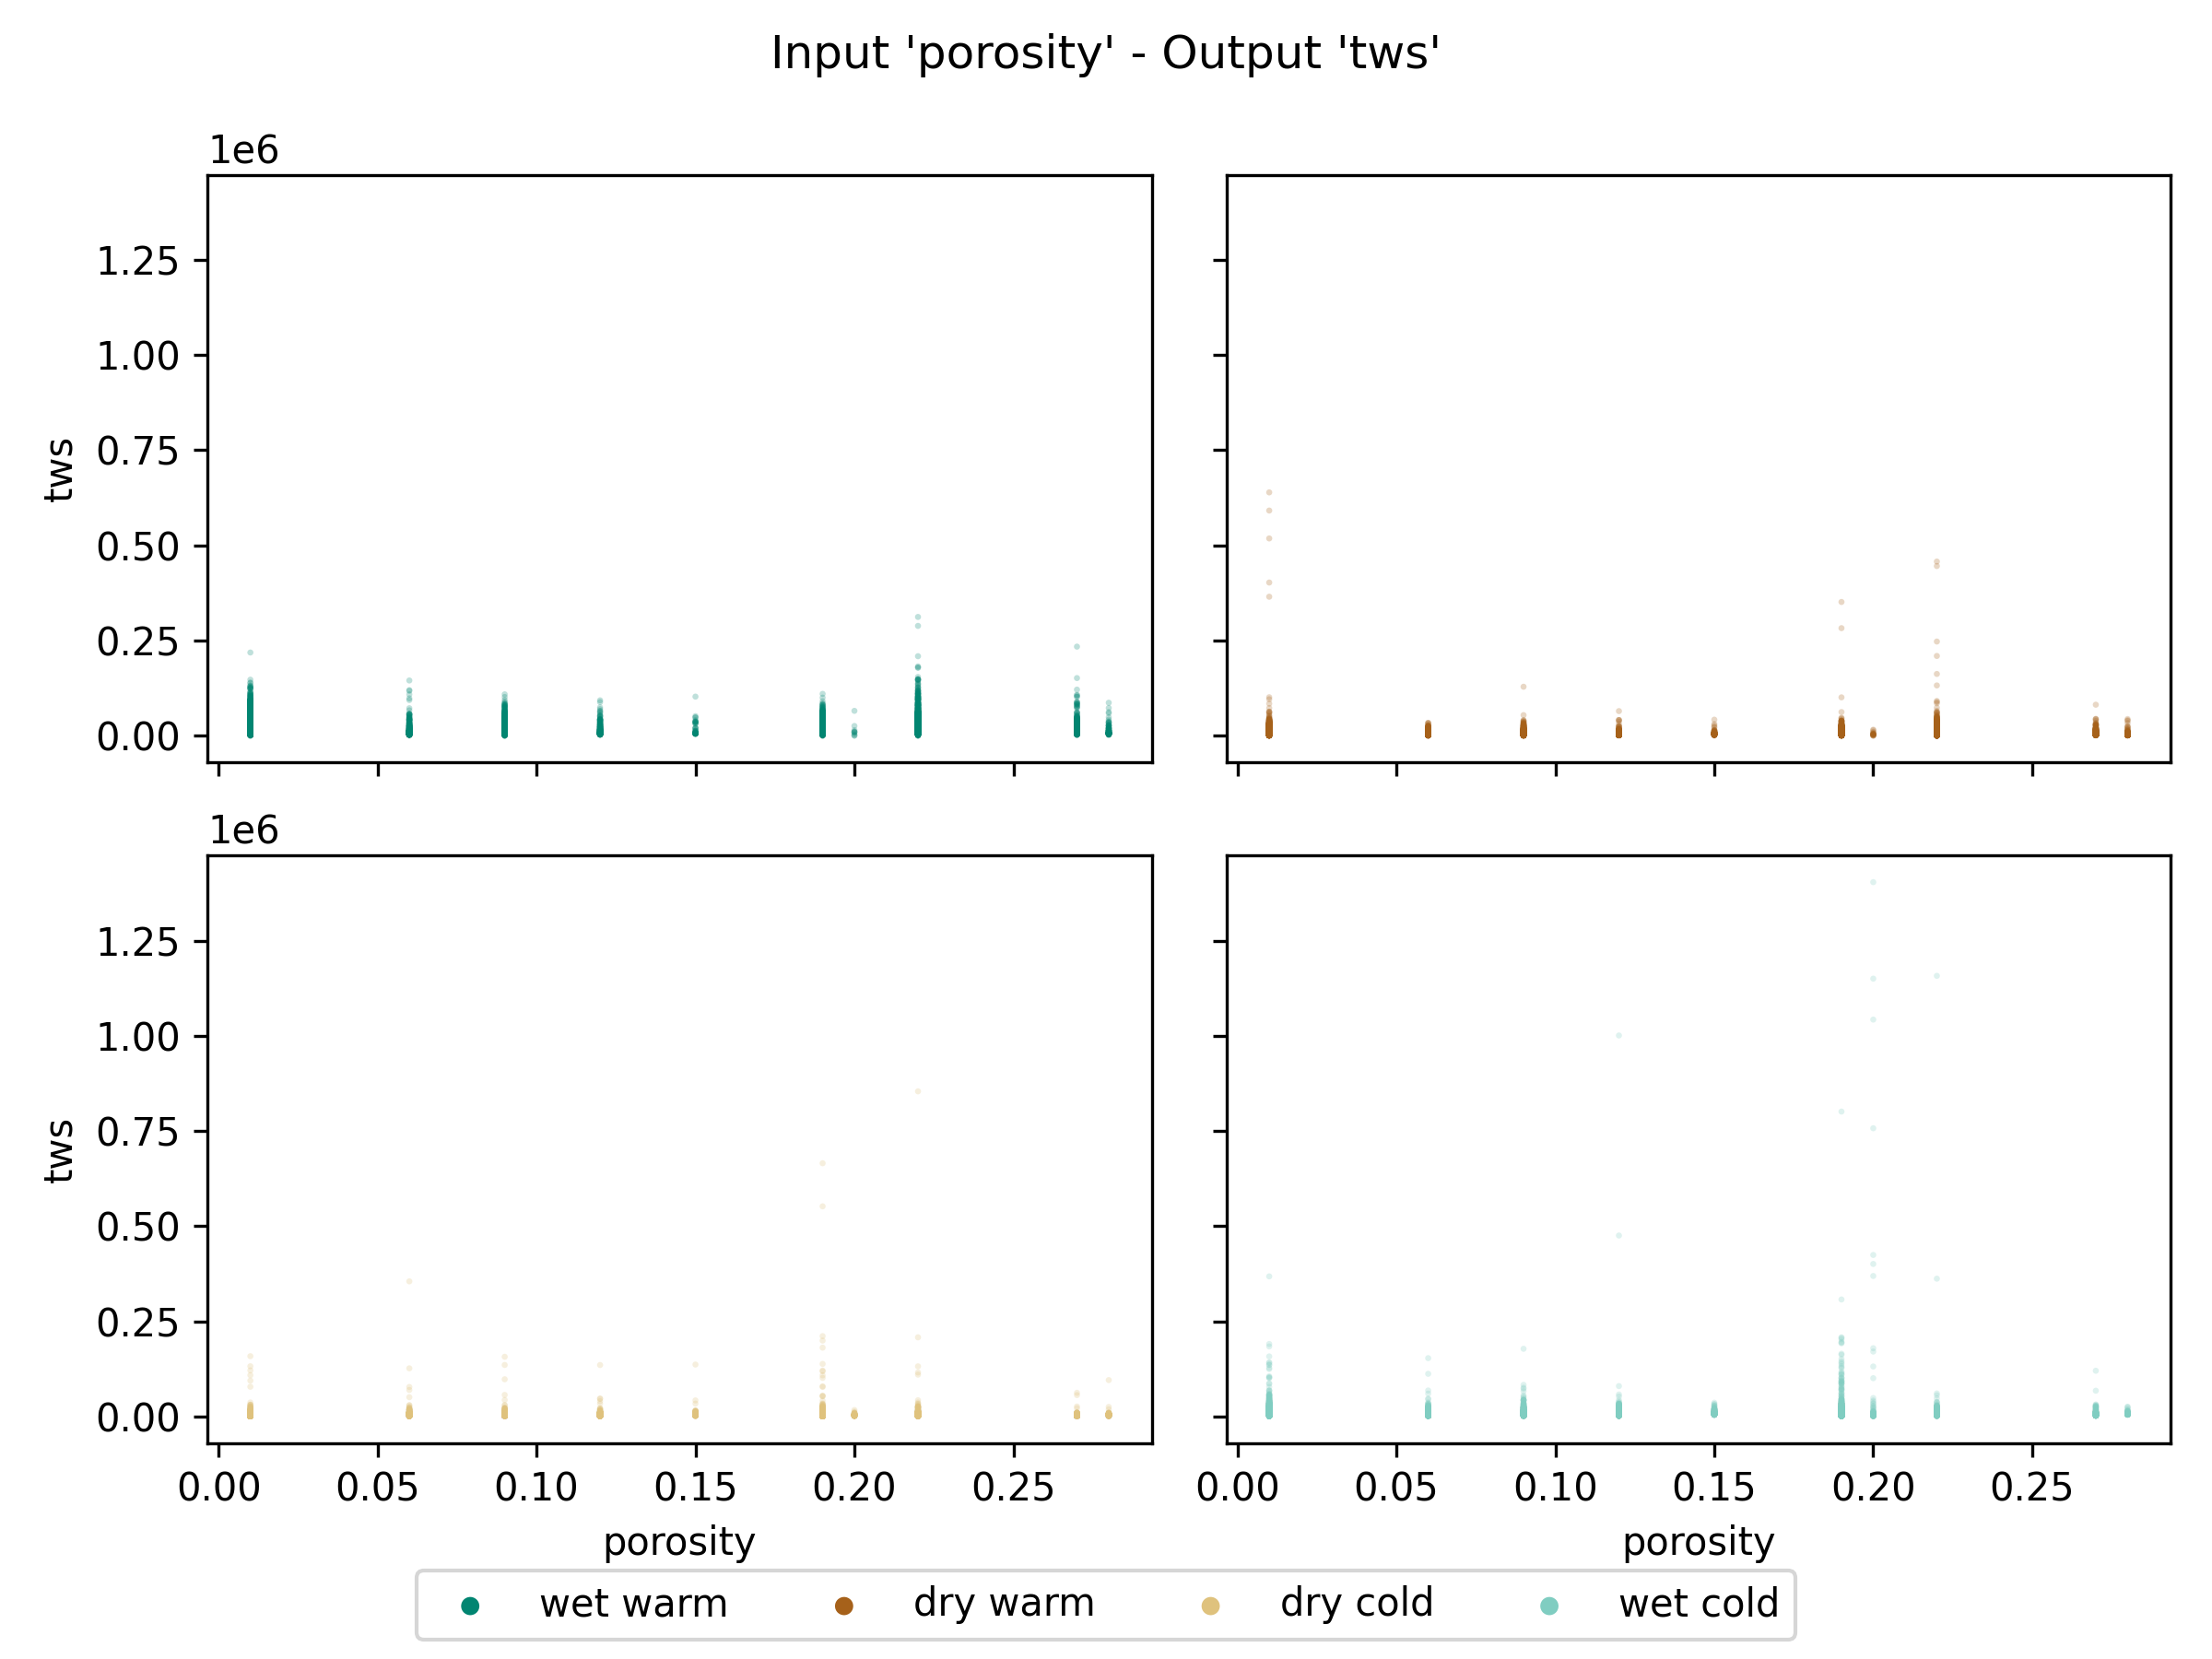 Input 'porosity' - Output 'tws'
1e6
1.25
1.00
0.75
0.50
0.25
0.00
tws
1e6
1.25
1.00
0.75
0.50
0.25
0.00
tws
0.00 0.05 0.10 0.15 0.20 0.25
porosity
0.00 0.05 0.10 0.15 0.20 0.25
porosity
wet warm dry warm dry cold wet cold